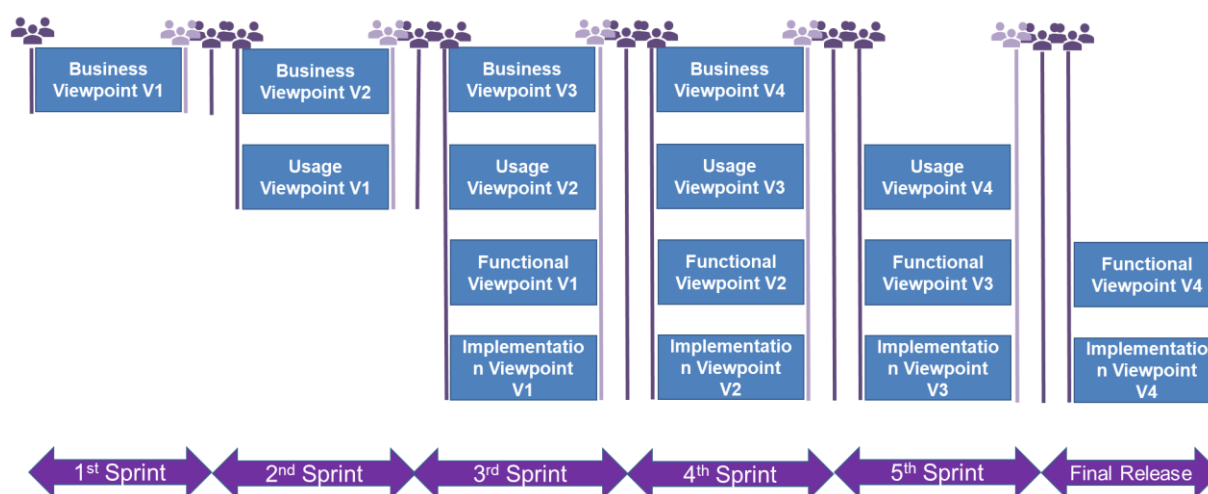 Business
Viewpoint V1
Business
Viewpoint V2
Business
Viewpoint V3
Business
Viewpoint V4
Usage
Viewpoint V1
Usage
Viewpoint V2
Usage
Viewpoint V3
Usage
Viewpoint V4
Functional
Viewpoint V1
Functional
Viewpoint V2
Functional
Viewpoint V3
Functional
Viewpoint V4
Implementatio
n Viewpoint
V1
Implementatio
n Viewpoint
V2
Implementatio
n Viewpoint
V3
Implementatio
n Viewpoint
V4
1st Sprint
2nd Sprint
3rd Sprint
4th Sprint
5th Sprint
Final Release